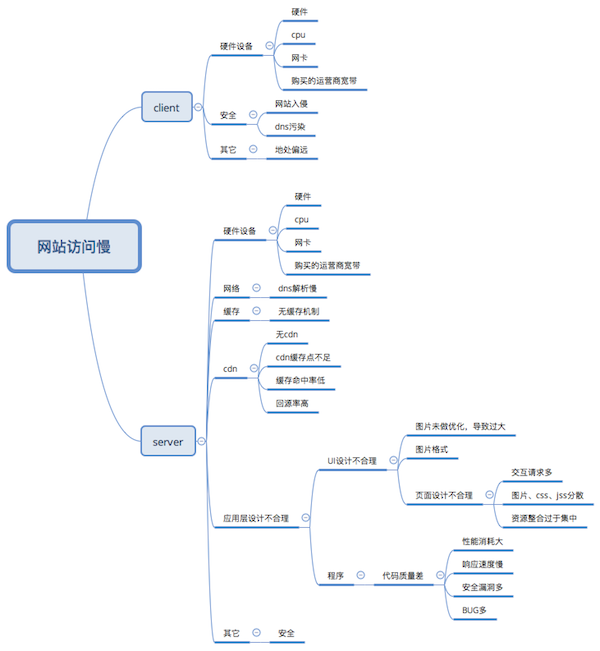 网站访问慢
client
硬件设备
硬件
cpu
网卡
购买的运营商宽带
安全
网站入侵
dns污染
其它
地处偏远
server
硬件设备
硬件
cpu
网卡
购买的运营商宽带
网络
dns解析慢
缓存
无缓存机制
cdn
无cdn
cdn缓存点不足
缓存命中率低
回源率高
应用层设计不合理
UI设计不合理
图片未做优化，导致过大
图片格式
页面设计不合理
交互请求多
图片、css、jss分散
资源整合过于集中
程序
代码质量差
性能消耗大
响应速度慢
安全漏洞多
BUG多
其它
安全